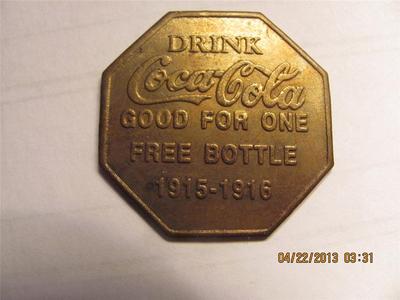 DRINK
Coca-Cola
GOOD FOR ONE
FREE BOTTLE
1915-1916
04/22/2013 03:31